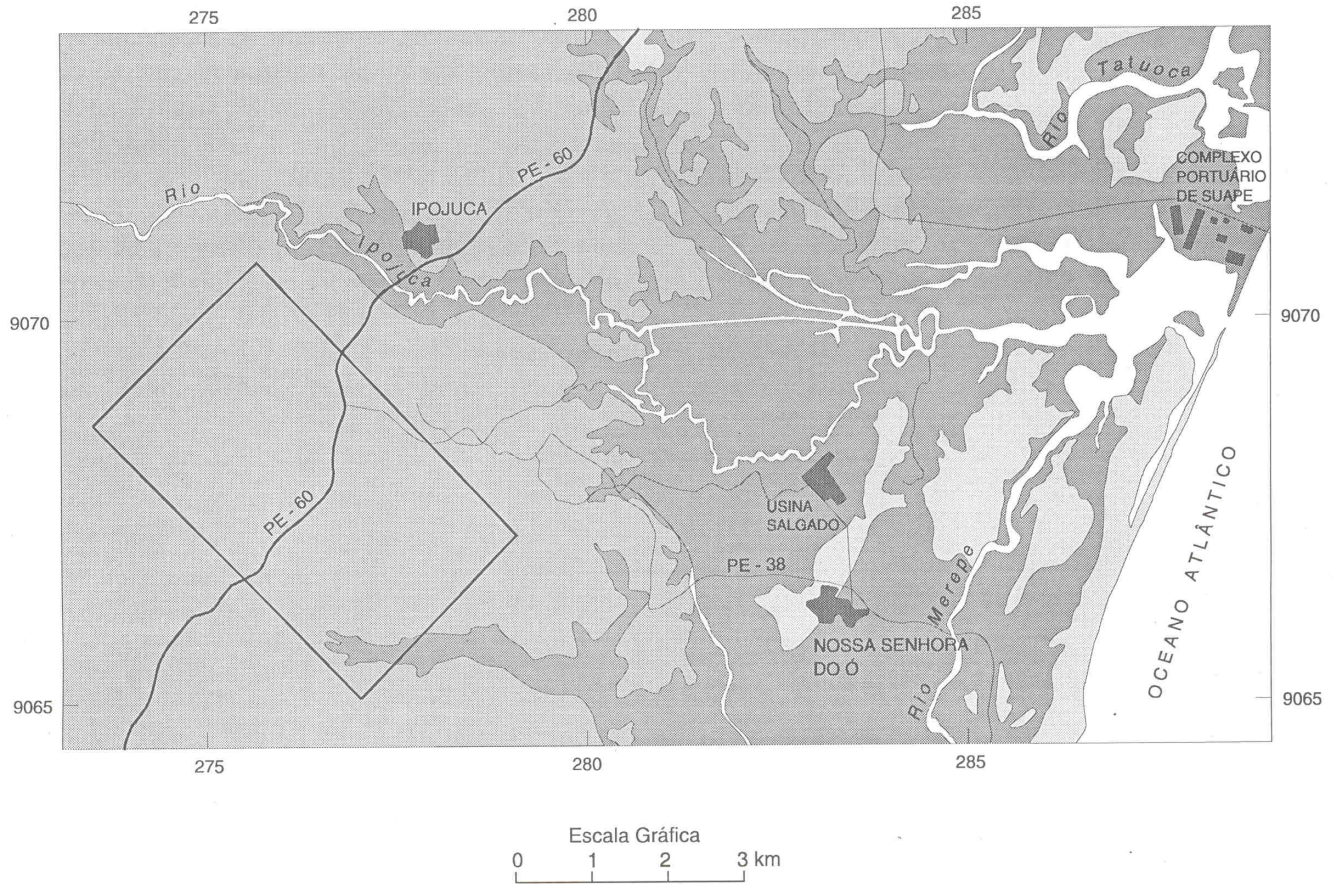 275 280 285
Rio Tatuoca
PE - 60
COMPLEXO
PORTUÁRIO
DE SUAPE
Rio Ipojuca
IPOJUCA
9070 9070
PE - 60
USINA
SALGADO
PE - 38
NOSSA SENHORA
DO Ó
Rio Merepe
OCEANO ATLÂNTICO
9065 9065
275 280 285
Escala Gráfica
0 1 2 3 km